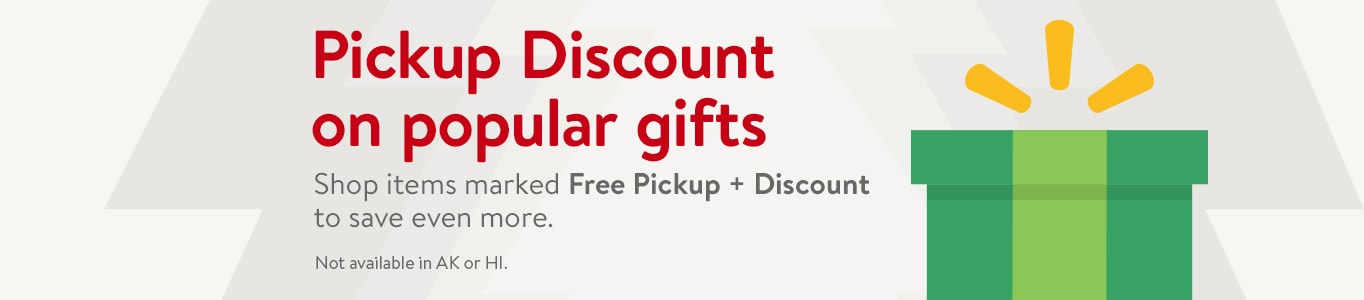 Pickup Discount
on popular gifts
Shop items marked Free Pickup + Discount
to save even more.
Not available in AK or HI.